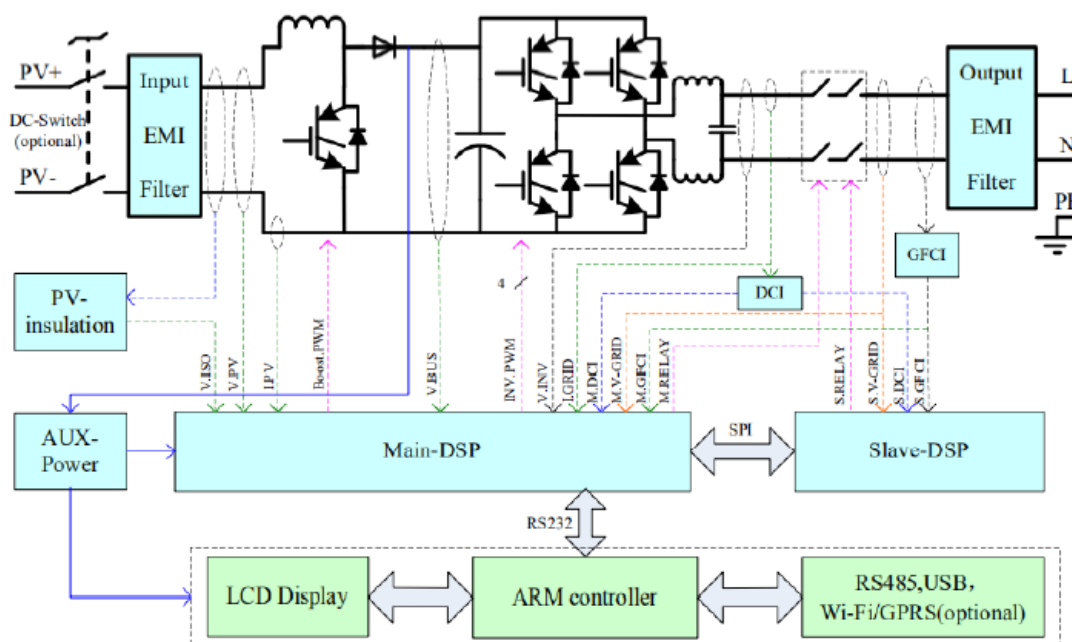 PV+
DC-Switch
(optional)
PV-
Input
EMI
Filter
Output
EMI
Filter
L
N
PE
GFCI
DCI
4
PV-
insulation
V.ISO
V.PV
I.PV
Boost.PWM
V.BUS
INV.PWM
V.INV
I.GRID
M.DCI
M.V-GRID
M.GFCI
M.RELAY
S.RELAY
S.V-GRID
S.DCI
S.GFCI
AUX-
Power
Main-DSP
SPI
Slave-DSP
RS232
LCD Display
ARM controller
RS485,USB,
Wi-Fi/GPRS(optional)